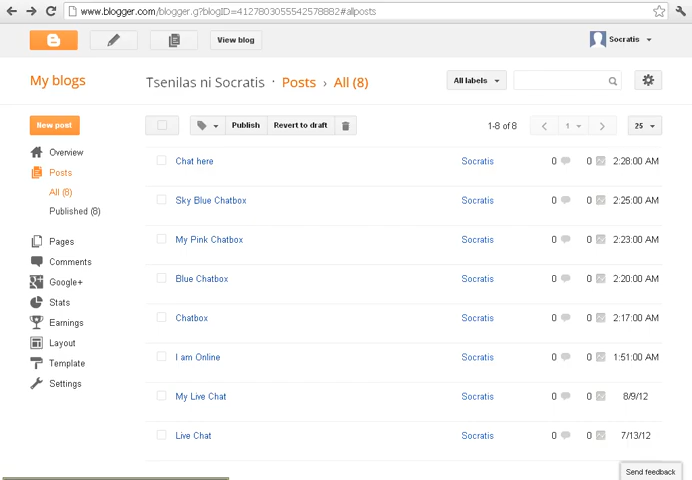 www.blogger.com/blogger.g?blogID=4127803055542578882#allposts
View blog
Socratis
My blogs
Tsenilas ni Socratis · Posts › All (8)
All labels
New post
Publish
Revert to draft
1-8 of 8
1
25
Overview
Posts
All (8)
Published (8)
Pages
Comments
Google+
Stats
Earnings
Layout
Template
Settings
Chat here Socratis 0 0 2:28:00 AM
Sky Blue Chatbox Socratis 0 0 2:25:00 AM
My Pink Chatbox Socratis 0 0 2:23:00 AM
Blue Chatbox Socratis 0 0 2:20:00 AM
Chatbox Socratis 0 0 2:17:00 AM
I am Online Socratis 0 0 1:51:00 AM
My Live Chat Socratis 0 0 8/9/12
Live Chat Socratis 0 0 7/13/12
Send feedback